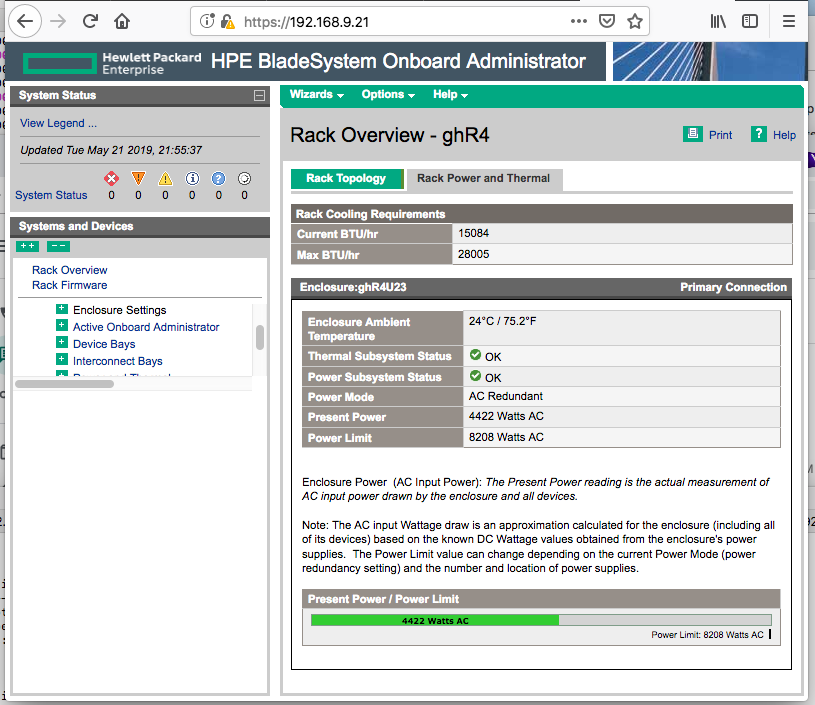 https://192.168.9.21
Hewlett Packard
Enterprise
HPE BladeSystem Onboard Administrator
System Status
View Legend ...
Updated Tue May 21 2019, 21:55:37
System Status 0 0 0 0 0 0
Systems and Devices
Rack Overview
Rack Firmware
Enclosure Settings
Active Onboard Administrator
Device Bays
Interconnect Bays
Wizards Options Help
Rack Overview - ghR4
Print
? Help
Rack Topology
Rack Power and Thermal
Rack Cooling Requirements
Current BTU/hr 15084
Max BTU/hr 28005
Enclosure:ghR4U23 Primary Connection
Enclosure Ambient
Temperature
24°C / 75.2°F
Thermal Subsystem Status OK
Power Subsystem Status OK
Power Mode AC Redundant
Present Power 4422 Watts AC
Power Limit 8208 Watts AC
Enclosure Power (AC Input Power): The Present Power reading is the actual measurement of
AC input power drawn by the enclosure and all devices.
Note: The AC input Wattage draw is an approximation calculated for the enclosure (including all
of its devices) based on the known DC Wattage values obtained from the enclosure's power
supplies. The Power Limit value can change depending on the current Power Mode (power
redundancy setting) and the number and location of power supplies.
Present Power / Power Limit
4422 Watts AC
Power Limit: 8208 Watts AC